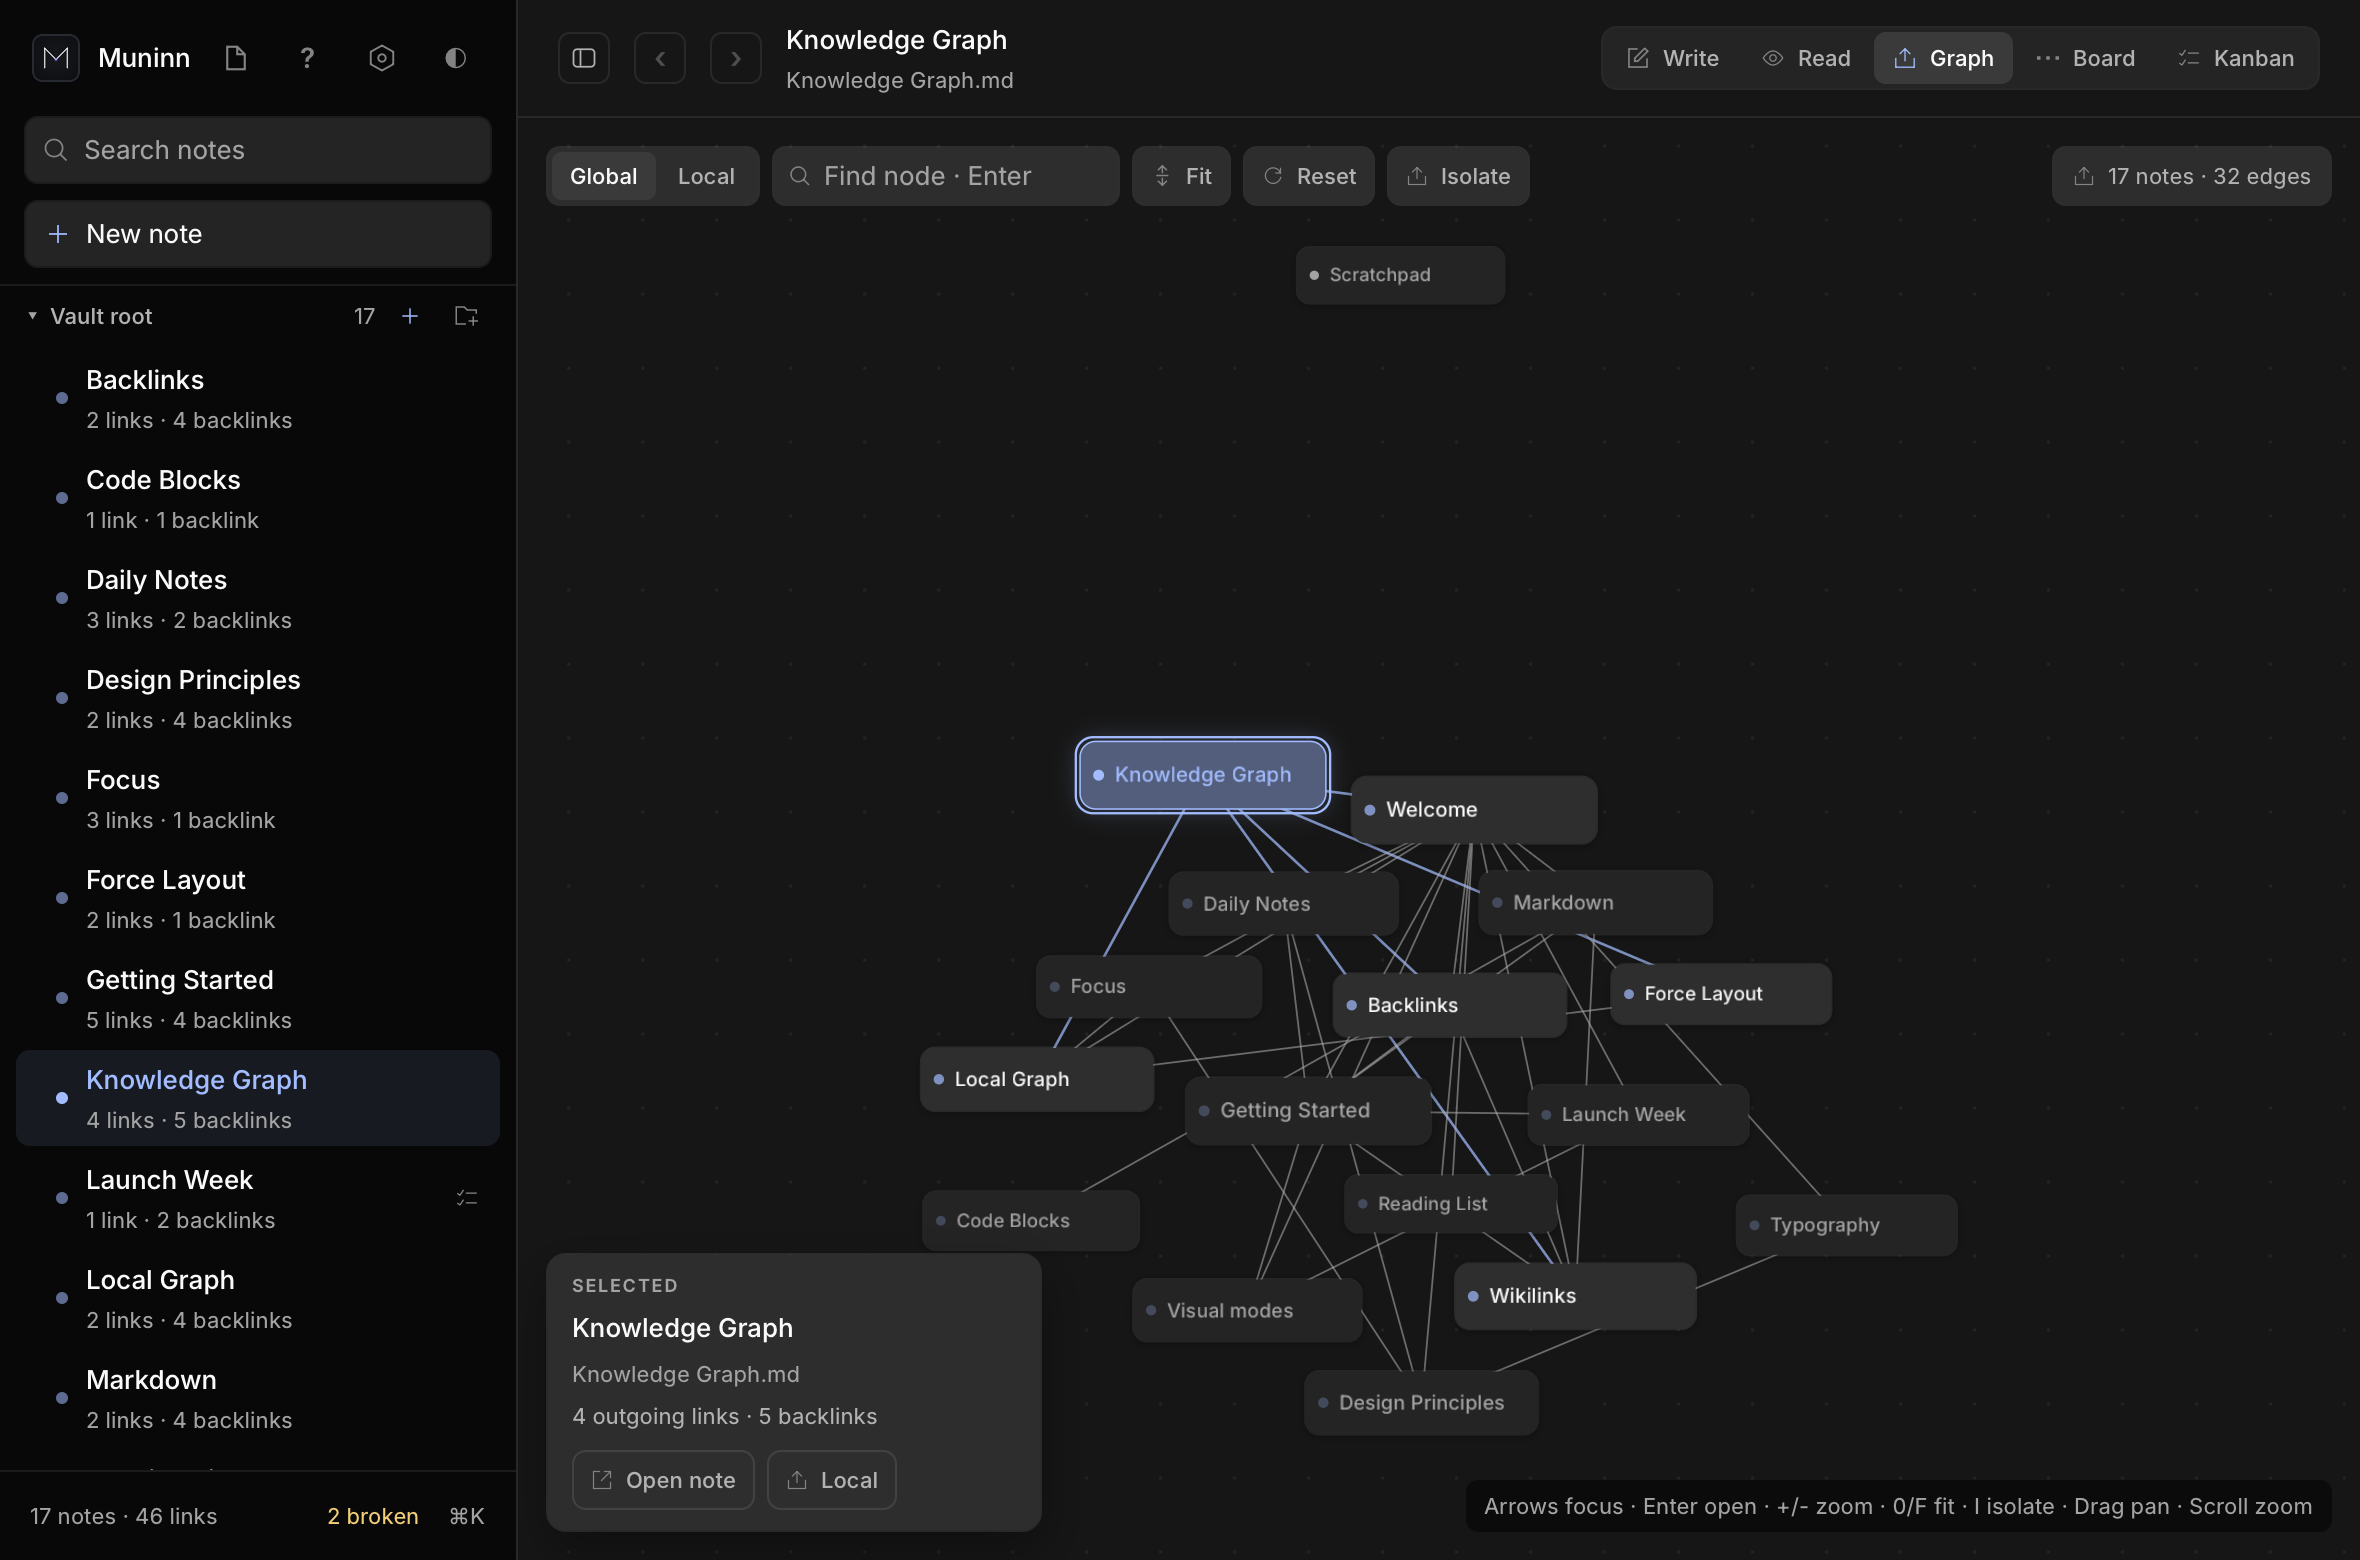 Muninn
?
Search notes
New note
Vault root 17
Backlinks
2 links · 4 backlinks
Code Blocks
1 link · 1 backlink
Daily Notes
3 links · 2 backlinks
Design Principles
2 links · 4 backlinks
Focus
3 links · 1 backlink
Force Layout
2 links · 1 backlink
Getting Started
5 links · 4 backlinks
Knowledge Graph
4 links · 5 backlinks
Launch Week
1 link · 2 backlinks
Local Graph
2 links · 4 backlinks
Markdown
2 links · 4 backlinks
17 notes · 46 links 2 broken ⌘K
Knowledge Graph
Knowledge Graph.md
Write Read Graph Board Kanban
Global Local Find node · Enter Fit Reset Isolate 17 notes · 32 edges
Scratchpad
Knowledge Graph
Welcome
Daily Notes
Markdown
Focus
Backlinks
Force Layout
Local Graph
Getting Started
Launch Week
Reading List
Code Blocks
Typography
Visual modes
Wikilinks
Design Principles
SELECTED
Knowledge Graph
Knowledge Graph.md
4 outgoing links · 5 backlinks
Open note Local
Arrows focus · Enter open · +/- zoom · 0/F fit · I isolate · Drag pan · Scroll zoom